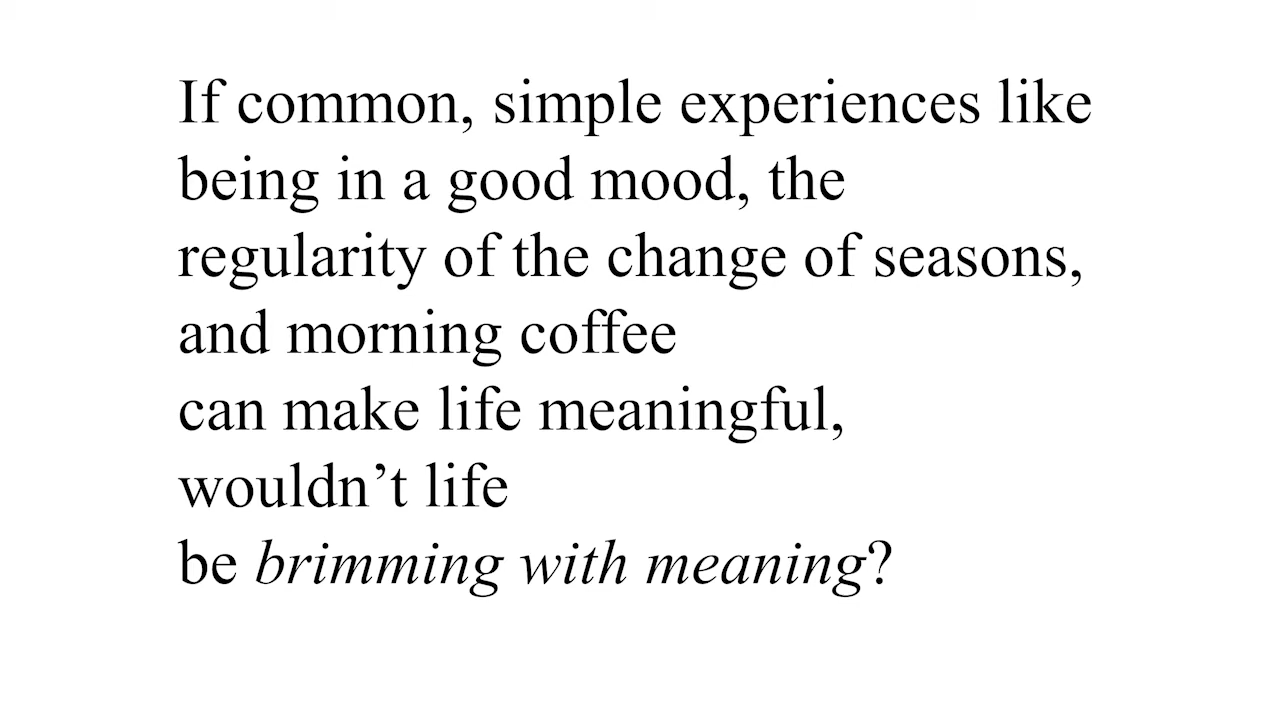 If common, simple experiences like
being in a good mood, the
regularity of the change of seasons,
and morning coffee
can make life meaningful,
wouldn’t life
be brimming with meaning?